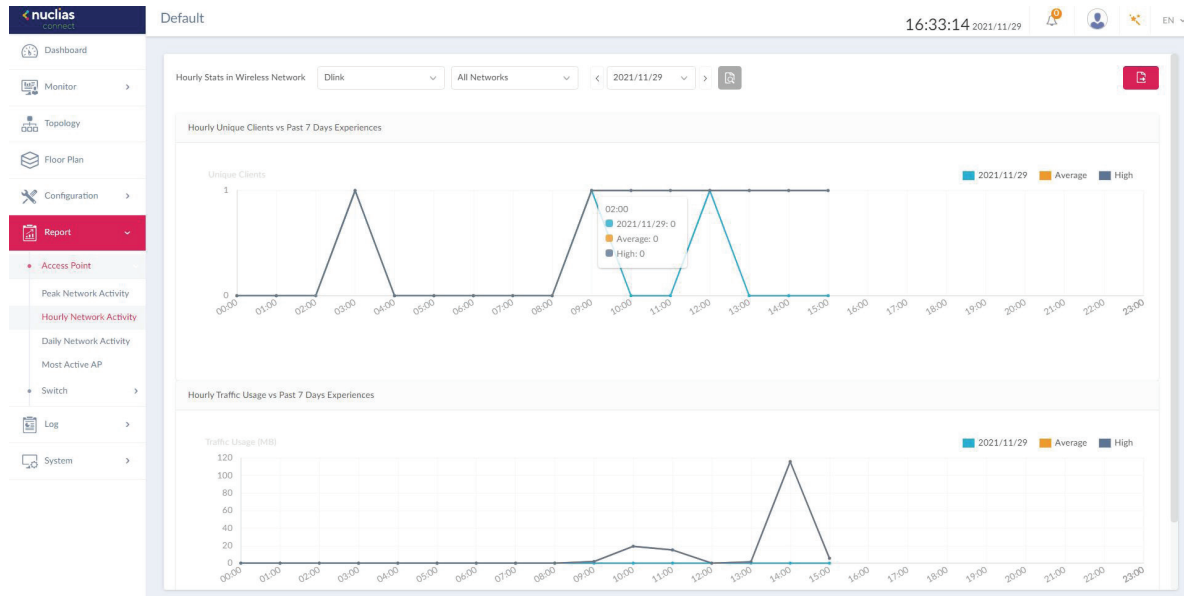 nuclias
connect
Default
16:33:14 2021/11/29
0
EN
Dashboard
Monitor
Topology
Floor Plan
Configuration
Report
Access Point
Peak Network Activity
Hourly Network Activity
Daily Network Activity
Most Active AP
Switch
Log
System
Hourly Stats in Wireless Network Dlink All Networks 2021/11/29
Hourly Unique Clients vs Past 7 Days Experiences
Unique Clients
2021/11/29 Average High
1
0
02:00
2021/11/29: 0
Average: 0
High: 0
00:00 01:00 02:00 03:00 04:00 05:00 06:00 07:00 08:00 09:00 10:00 11:00 12:00 13:00 14:00 15:00 16:00 17:00 18:00 19:00 20:00 21:00 22:00 23:00
Hourly Traffic Usage vs Past 7 Days Experiences
Traffic Usage (MB)
2021/11/29 Average High
120
100
80
60
40
20
0
00:00 01:00 02:00 03:00 04:00 05:00 06:00 07:00 08:00 09:00 10:00 11:00 12:00 13:00 14:00 15:00 16:00 17:00 18:00 19:00 20:00 21:00 22:00 23:00